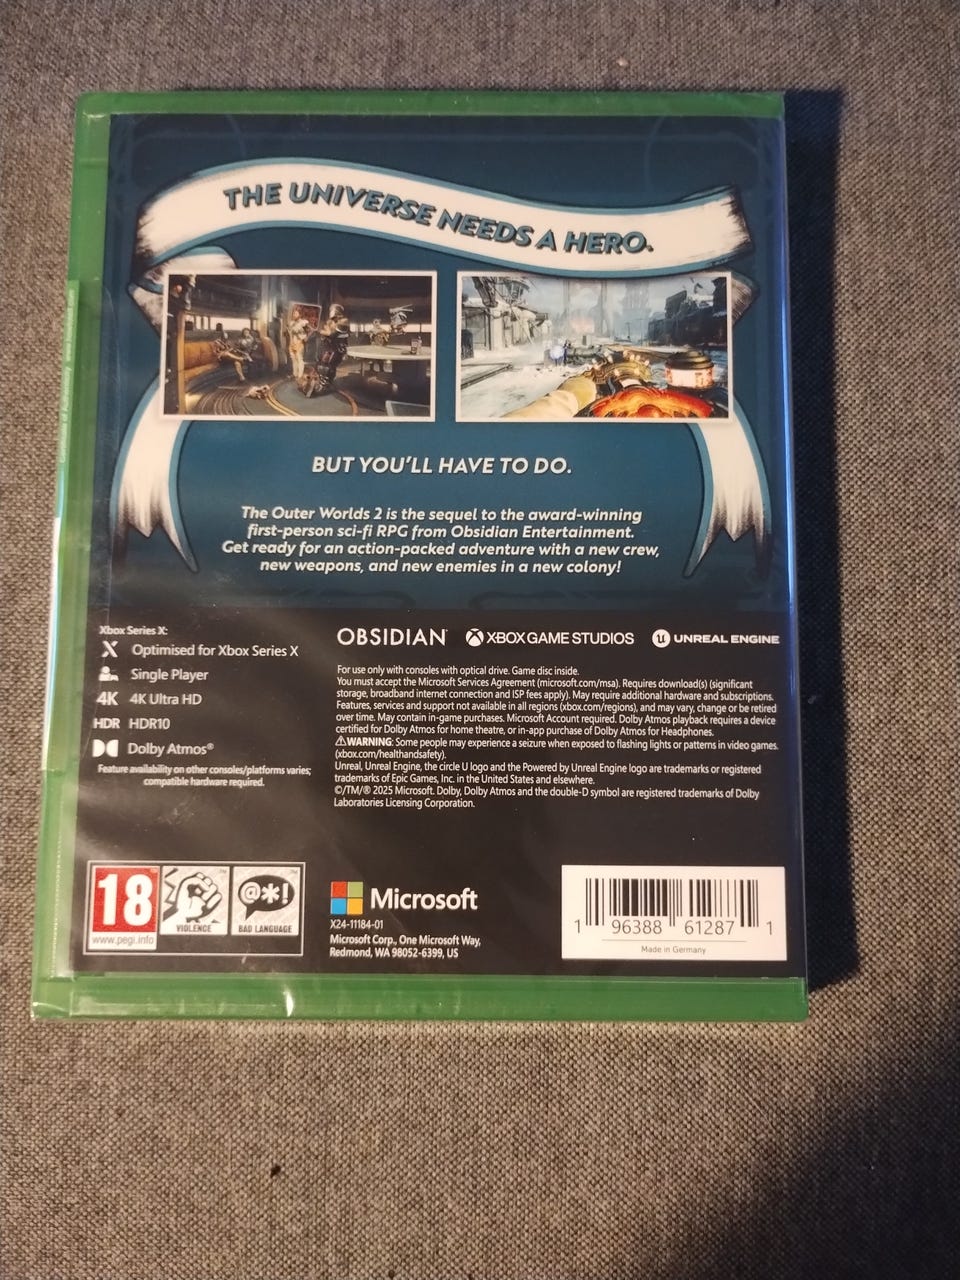 THE UNIVERSE NEEDS A HERO.
BUT YOU'LL HAVE TO DO.
The Outer Worlds 2 is the sequel to the award-winning
first-person sci-fi RPG from Obsidian Entertainment.
Get ready for an action-packed adventure with a new crew,
new weapons, and new enemies in a new colony!
Xbox Series X:
Optimised for Xbox Series X
Single Player
4K 4K Ultra HD
HDR HDR10
Dolby Atmos®
Feature availability on other consoles/platforms varies;
compatible hardware required.
OBSIDIAN XBOX GAME STUDIOS UNREAL ENGINE
For use only with consoles with optical drive. Game disc inside.
You must accept the Microsoft Services Agreement (microsoft.com/msa). Requires download(s) (significant
storage, broadband internet connection and ISP fees apply). May require additional hardware and subscriptions.
Features, services and support not available in all regions (xbox.com/regions), and may vary, change or be retired
over time. May contain in-game purchases. Microsoft Account required. Dolby Atmos playback requires a device
certified for Dolby Atmos for home theatre, or in-app purchase of Dolby Atmos for Headphones.
⚠WARNING: Some people may experience a seizure when exposed to flashing lights or patterns in video games.
(xbox.com/healthandsafety).
Unreal, Unreal Engine, the circle U logo and the Powered by Unreal Engine logo are trademarks or registered
trademarks of Epic Games, Inc. in the United States and elsewhere.
©/TM/® 2025 Microsoft. Dolby, Dolby Atmos and the double-D symbol are registered trademarks of Dolby
Laboratories Licensing Corporation.
18
www.pegi.info
VIOLENCE
@*!
BAD LANGUAGE
Microsoft
X24-11184-01
Microsoft Corp., One Microsoft Way,
Redmond, WA 98052-6399, US
1 96388 61287 1
Made in Germany